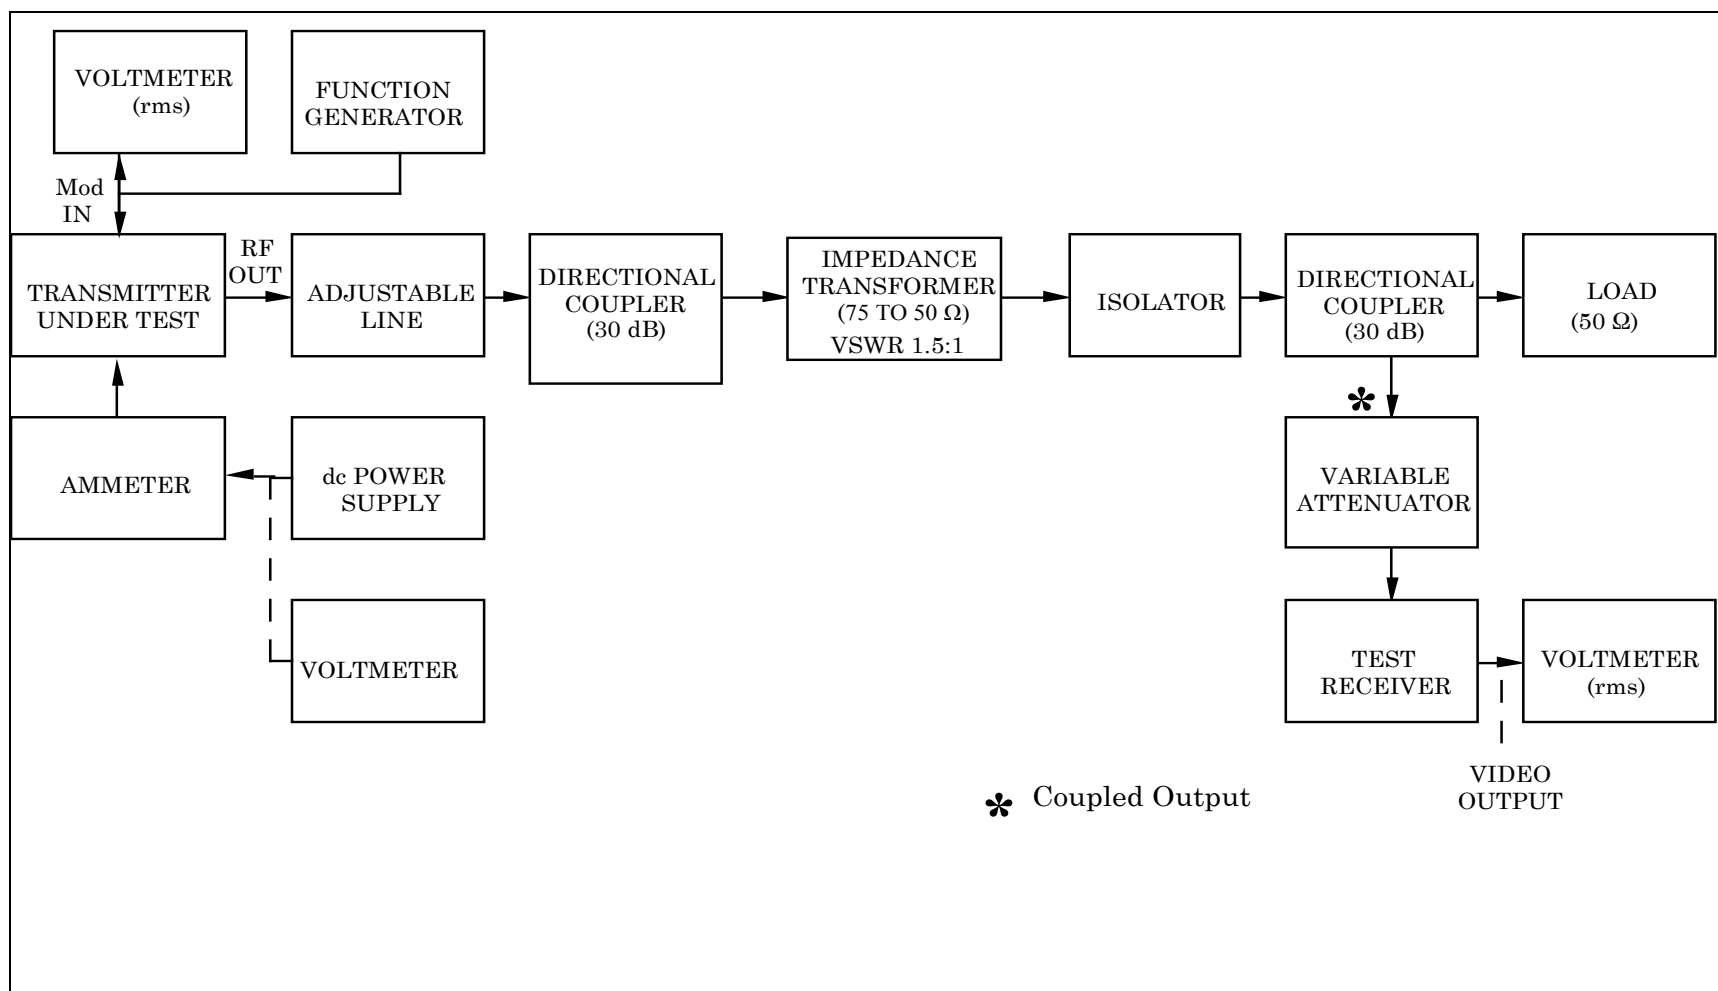 VOLTMETER
(rms)
FUNCTION
GENERATOR
Mod
IN
RF
OUT
TRANSMITTER
UNDER TEST
ADJUSTABLE
LINE
DIRECTIONAL
COUPLER
(30 dB)
IMPEDANCE
TRANSFORMER
(75 TO 50 Ω)
VSWR 1.5:1
ISOLATOR
DIRECTIONAL
COUPLER
(30 dB)
LOAD
(50 Ω)
*
AMMETER
dc POWER
SUPPLY
VARIABLE
ATTENUATOR
VOLTMETER
TEST
RECEIVER
VOLTMETER
(rms)
VIDEO
OUTPUT
* Coupled Output